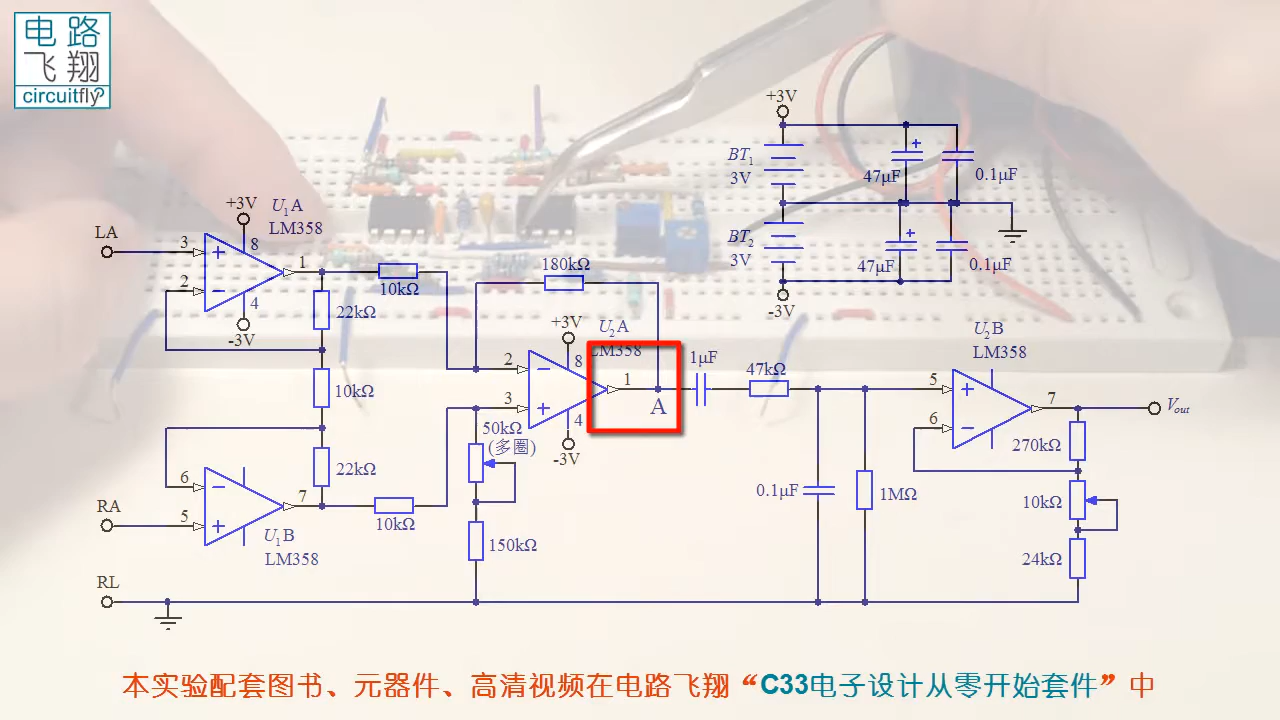 电路
飞翔
circuitfly
+3V
BT1
3V
47μF
+
0.1μF
BT2
3V
47μF
+
0.1μF
-3V
LA
+3V
U1A
LM358
3
8
+
1
2
-
4
-3V
10kΩ
22kΩ
10kΩ
22kΩ
180kΩ
+3V
U2A
LM358
2
8
-
1
3
+
4
A
-3V
50kΩ
(多圈)
150kΩ
1μF
47kΩ
0.1μF
1MΩ
U2B
LM358
5
+
7
6
-
Vout
270kΩ
10kΩ
24kΩ
6
-
7
RA
5
+
U1B
LM358
10kΩ
RL
本实验配套图书、元器件、高清视频在电路飞翔“C33电子设计从零开始套件”中